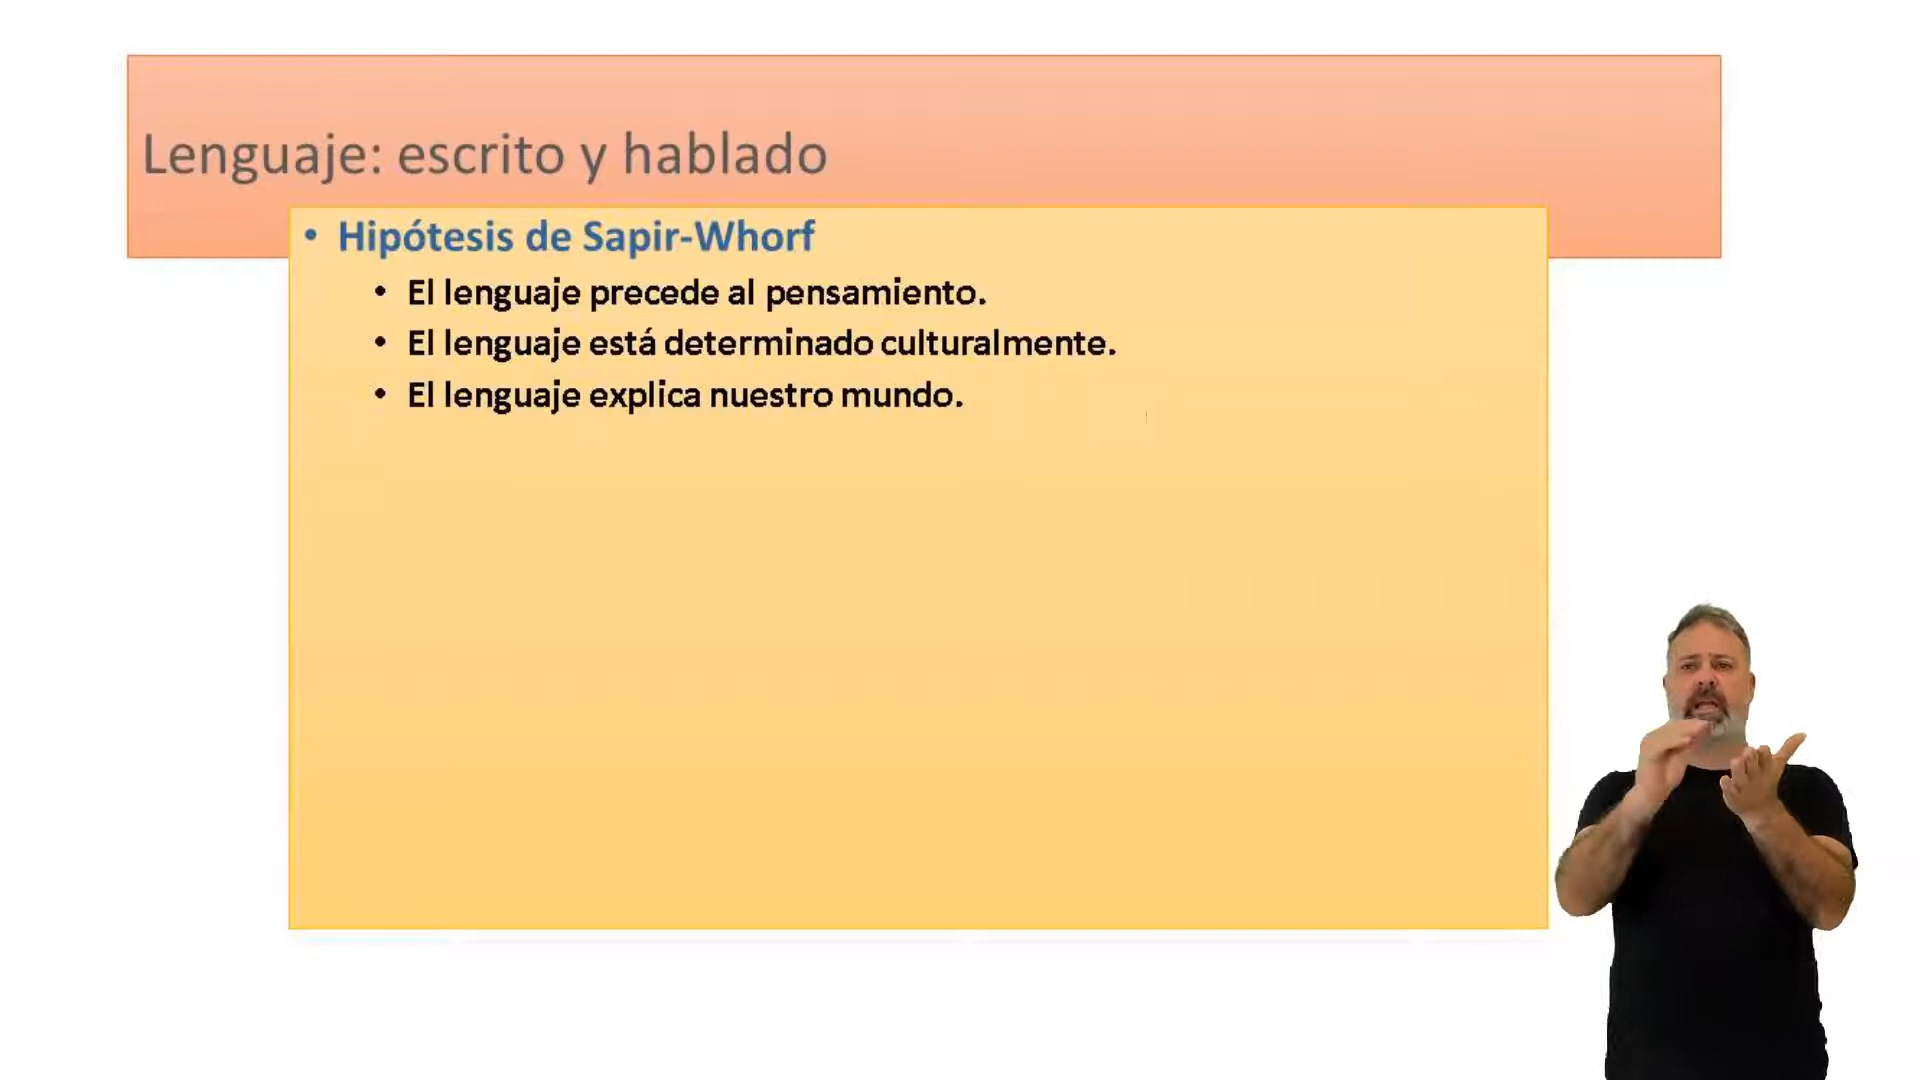 Lenguaje: escrito y hablado
• Hipótesis de Sapir-Whorf
• El lenguaje precede al pensamiento.
• El lenguaje está determinado culturalmente.
• El lenguaje explica nuestro mundo.